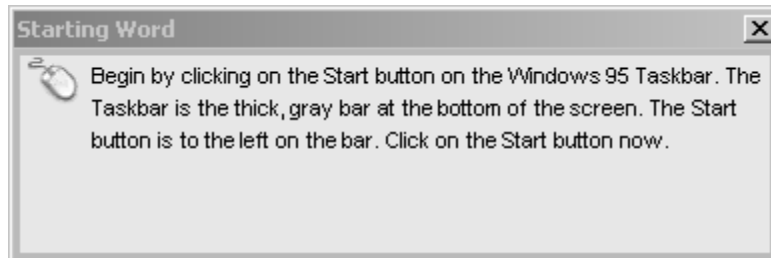 Starting Word
Begin by clicking on the Start button on the Windows 95 Taskbar. The
Taskbar is the thick, gray bar at the bottom of the screen. The Start
button is to the left on the bar. Click on the Start button now.